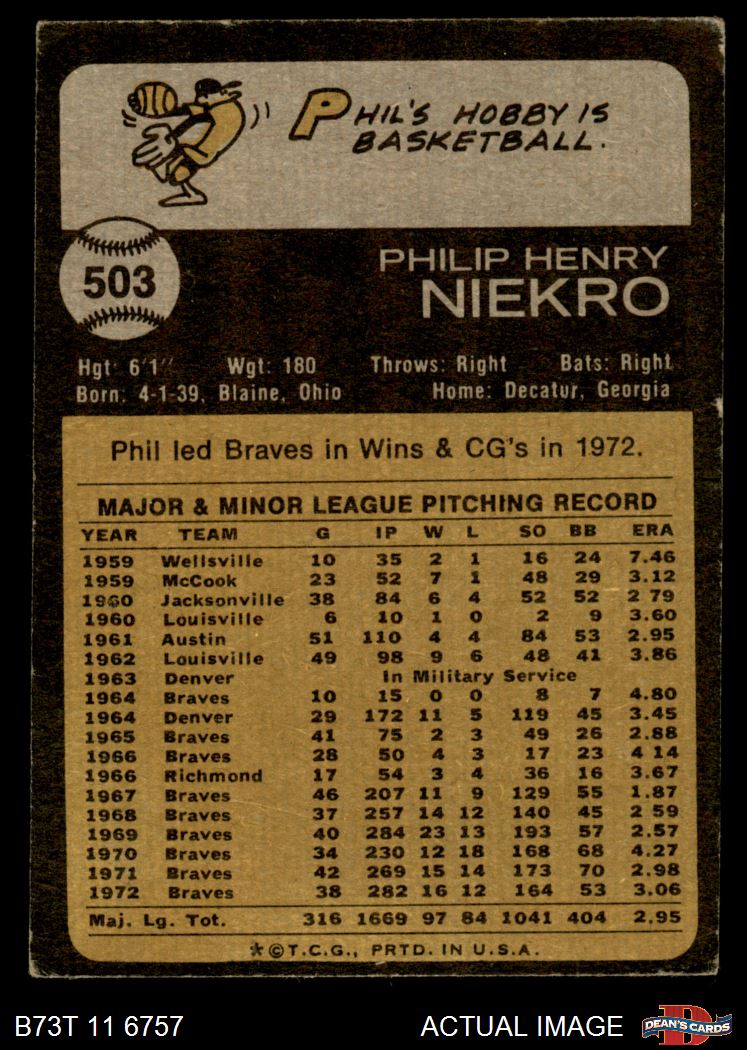 PHIL'S HOBBY IS
BASKETBALL.
503
PHILIP HENRY
NIEKRO
Hgt: 6'1" Wgt: 180 Throws: Right Bats: Right
Born: 4-1-39, Blaine, Ohio Home: Decatur, Georgia
Phil led Braves in Wins & CG's in 1972.
MAJOR & MINOR LEAGUE PITCHING RECORD
YEAR TEAM G IP W L SO BB ERA
1959 Wellsville 10 35 2 1 16 24 7.46
1959 McCook 23 52 7 1 48 29 3.12
1960 Jacksonville 38 84 6 4 52 52 2 79
1960 Louisville 6 10 1 0 2 9 3.60
1961 Austin 51 110 4 4 84 53 2.95
1962 Louisville 49 98 9 6 48 41 3.86
1963 Denver In Military Service
1964 Braves 10 15 0 0 8 7 4.80
1964 Denver 29 172 11 5 119 45 3.45
1965 Braves 41 75 2 3 49 26 2.88
1966 Braves 28 50 4 3 17 23 4 14
1966 Richmond 17 54 3 4 36 16 3.67
1967 Braves 46 207 11 9 129 55 1.87
1968 Braves 37 257 14 12 140 45 2 59
1969 Braves 40 284 23 13 193 57 2.57
1970 Braves 34 230 12 18 168 68 4.27
1971 Braves 42 269 15 14 173 70 2.98
1972 Braves 38 282 16 12 164 53 3.06
Maj. Lg. Tot. 316 1669 97 84 1041 404 2.95
*©T.C.G., PRTD. IN U.S.A.
B73T 11 6757 ACTUAL IMAGE DEAN'S CARDS